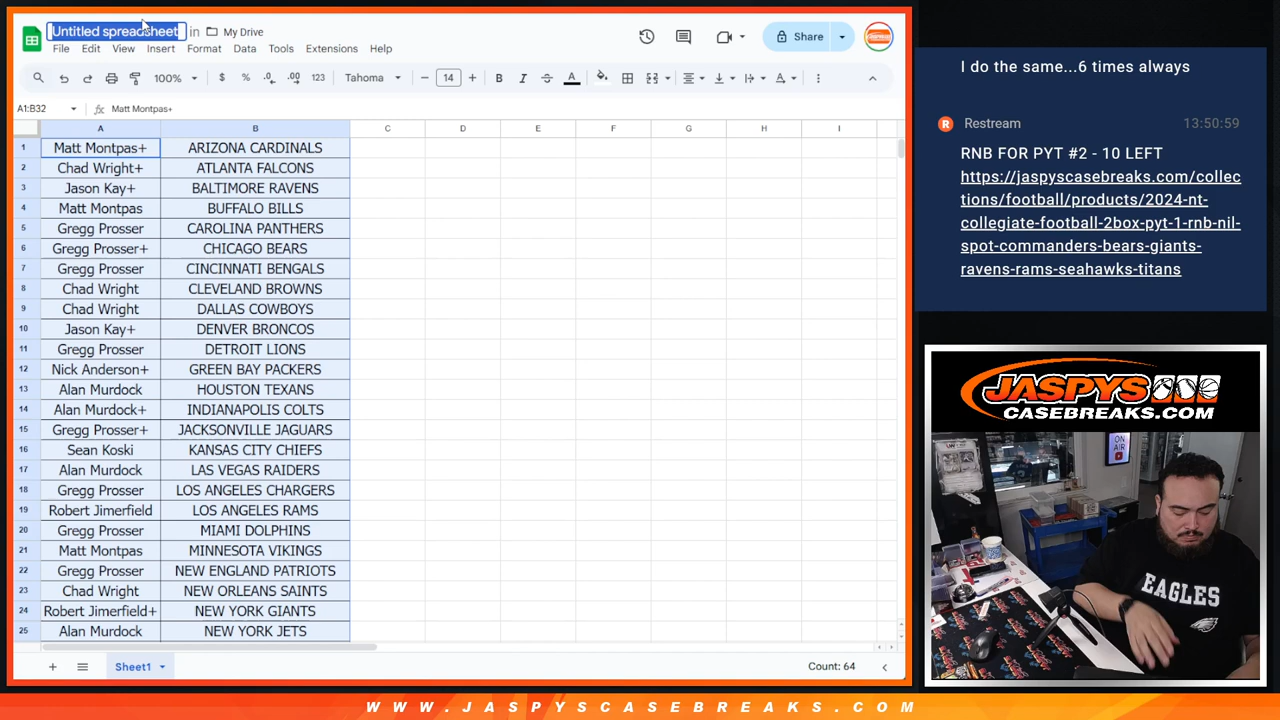 Untitled spreadsheet in My Drive
File Edit View Insert Format Data Tools Extensions Help
Share
100% $ % .0 .00 123 Tahoma 14 B I A
A1:B32 fx Matt Montpas+
A B C D E F G H I
1 Matt Montpas+ ARIZONA CARDINALS
2 Chad Wright+ ATLANTA FALCONS
3 Jason Kay+ BALTIMORE RAVENS
4 Matt Montpas BUFFALO BILLS
5 Gregg Prosser CAROLINA PANTHERS
6 Gregg Prosser+ CHICAGO BEARS
7 Gregg Prosser CINCINNATI BENGALS
8 Chad Wright CLEVELAND BROWNS
9 Chad Wright DALLAS COWBOYS
10 Jason Kay+ DENVER BRONCOS
11 Gregg Prosser DETROIT LIONS
12 Nick Anderson+ GREEN BAY PACKERS
13 Alan Murdock HOUSTON TEXANS
14 Alan Murdock+ INDIANAPOLIS COLTS
15 Gregg Prosser+ JACKSONVILLE JAGUARS
16 Sean Koski KANSAS CITY CHIEFS
17 Alan Murdock LAS VEGAS RAIDERS
18 Gregg Prosser LOS ANGELES CHARGERS
19 Robert Jimerfield LOS ANGELES RAMS
20 Gregg Prosser MIAMI DOLPHINS
21 Matt Montpas MINNESOTA VIKINGS
22 Gregg Prosser NEW ENGLAND PATRIOTS
23 Chad Wright NEW ORLEANS SAINTS
24 Robert Jimerfield+ NEW YORK GIANTS
25 Alan Murdock NEW YORK JETS
Sheet1 Count: 64
I do the same...6 times always
Restream 13:50:59
RNB FOR PYT #2 - 10 LEFT
https://jaspyscasebreaks.com/collec
tions/football/products/2024-nt-
collegiate-football-2box-pyt-1-rnb-nil-
spot-commanders-bears-giants-
ravens-rams-seahawks-titans
JASPYS
CASEBREAKS.COM
ON
AIR
EAGLES
WWW.JASPYSCASEBREAKS.COM